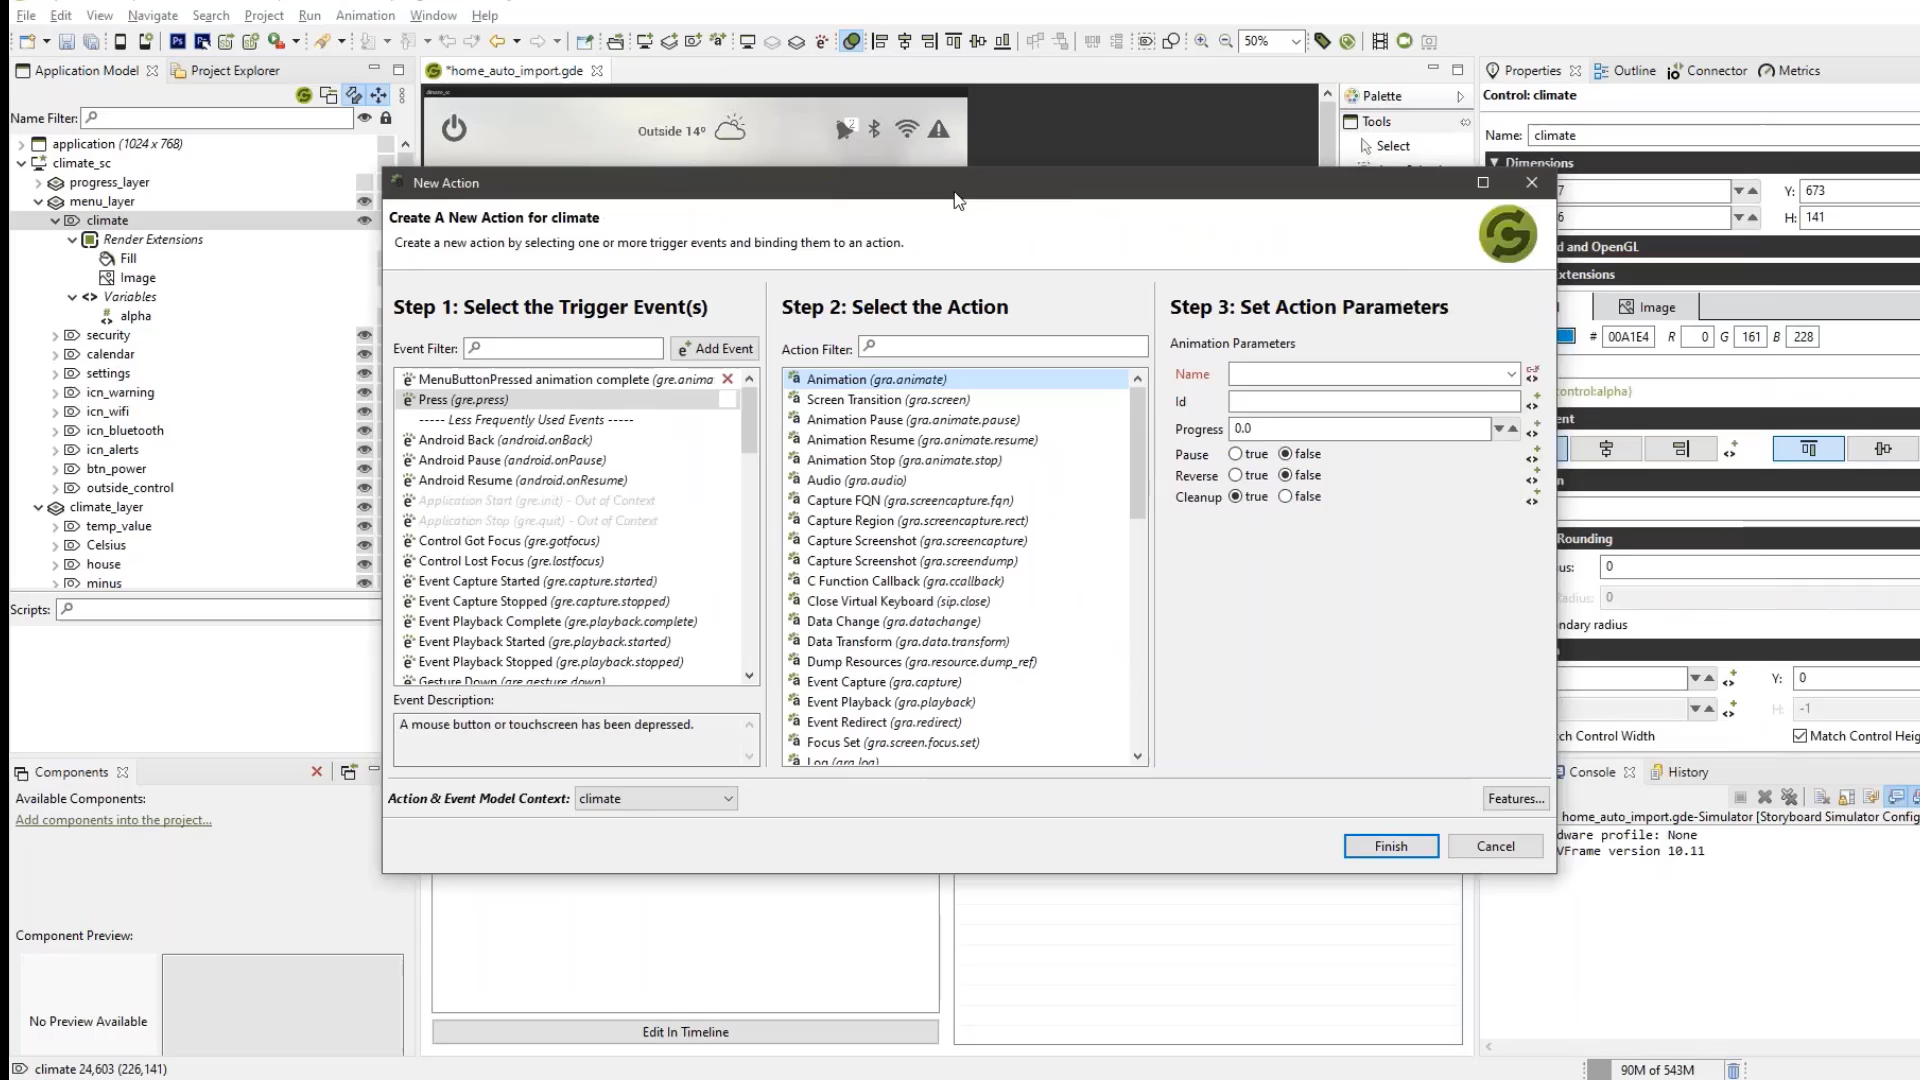 File Edit View Navigate Search Project Run Animation Window Help
50%
Application Model Project Explorer
*home_auto_import.gde
Properties Outline Connector Metrics
Name Filter:
climate_sc
Palette
Control: climate
Tools
Name: climate
Select
Outside 14º
2
Dimensions
application (1024 x 768)
climate_sc
progress_layer
menu_layer
climate
Render Extensions
Fill
Image
Variables
alpha
security
calendar
settings
icn_warning
icn_wifi
icn_bluetooth
icn_alerts
btn_power
outside_control
climate_layer
temp_value
Celsius
house
minus
Scripts:
New Action
Create A New Action for climate
Create a new action by selecting one or more trigger events and binding them to an action.
Step 1: Select the Trigger Event(s)
Event Filter:
Add Event
MenuButtonPressed animation complete (gre.anima
Press (gre.press)
----- Less Frequently Used Events -----
Android Back (android.onBack)
Android Pause (android.onPause)
Android Resume (android.onResume)
Application Start (gre.init) - Out of Context
Application Stop (gre.quit) - Out of Context
Control Got Focus (gre.gotfocus)
Control Lost Focus (gre.lostfocus)
Event Capture Started (gre.capture.started)
Event Capture Stopped (gre.capture.stopped)
Event Playback Complete (gre.playback.complete)
Event Playback Started (gre.playback.started)
Event Playback Stopped (gre.playback.stopped)
Gesture Down (gre.gesture.down)
Event Description:
A mouse button or touchscreen has been depressed.
Step 2: Select the Action
Action Filter:
Animation (gra.animate)
Screen Transition (gra.screen)
Animation Pause (gra.animate.pause)
Animation Resume (gra.animate.resume)
Animation Stop (gra.animate.stop)
Audio (gra.audio)
Capture FQN (gra.screencapture.fqn)
Capture Region (gra.screencapture.rect)
Capture Screenshot (gra.screencapture)
Capture Screenshot (gra.screendump)
C Function Callback (gra.ccallback)
Close Virtual Keyboard (sip.close)
Data Change (gra.datachange)
Data Transform (gra.data.transform)
Dump Resources (gra.resource.dump_ref)
Event Capture (gra.capture)
Event Playback (gra.playback)
Event Redirect (gra.redirect)
Focus Set (gra.screen.focus.set)
Log (gra.log)
Step 3: Set Action Parameters
Animation Parameters
Name
Id
Progress 0.0
Pause true false
Reverse true false
Cleanup true false
Action & Event Model Context: climate
Features...
Finish Cancel
7 Y: 673
6 H: 141
d and OpenGL
xtensions
Image
# 00A1E4 R 0 G 161 B 228
ontrol:alpha}
ent
n
Rounding
us: 0
Radius: 0
ndary radius
n
Y: 0
H: -1
tch Control Width Match Control Heig
Components
Available Components:
Add components into the project...
Component Preview:
No Preview Available
Edit In Timeline
Console History
home_auto_import.gde-Simulator [Storyboard Simulator Config
dware profile: None
VFrame version 10.11
climate 24,603 (226,141)
90M of 543M